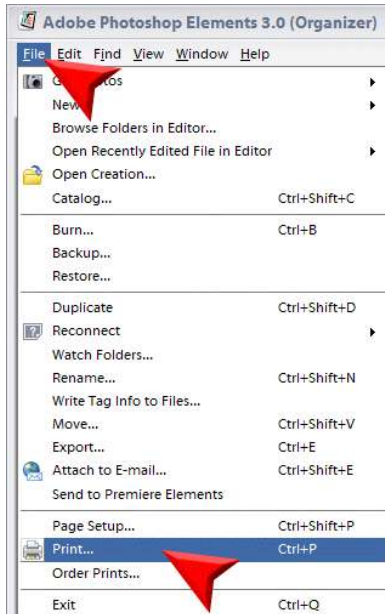 Adobe Photoshop Elements 3.0 (Organizer)
File Edit Find View Window Help
New
Browse Folders in Editor...
Open Recently Edited File in Editor
Open Creation...
Catalog... Ctrl+Shift+C
Burn... Ctrl+B
Backup...
Restore...
Duplicate Ctrl+Shift+D
Reconnect
Watch Folders...
Rename... Ctrl+Shift+N
Write Tag Info to Files...
Move... Ctrl+Shift+V
Export... Ctrl+E
Attach to E-mail... Ctrl+Shift+E
Send to Premiere Elements
Page Setup... Ctrl+Shift+P
Print... Ctrl+P
Order Prints...
Exit Ctrl+Q